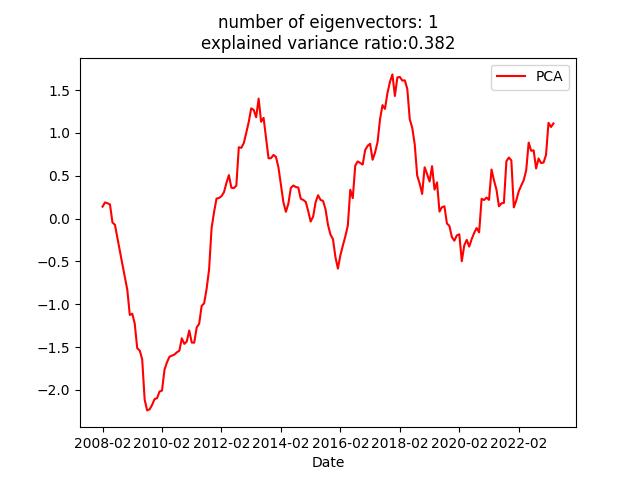 number of eigenvectors: 1
explained variance ratio:0.382
PCA
1.5
1.0
0.5
0.0
−0.5
−1.0
−1.5
−2.0
2008-02 2010-02 2012-02 2014-02 2016-02 2018-02 2020-02 2022-02
Date